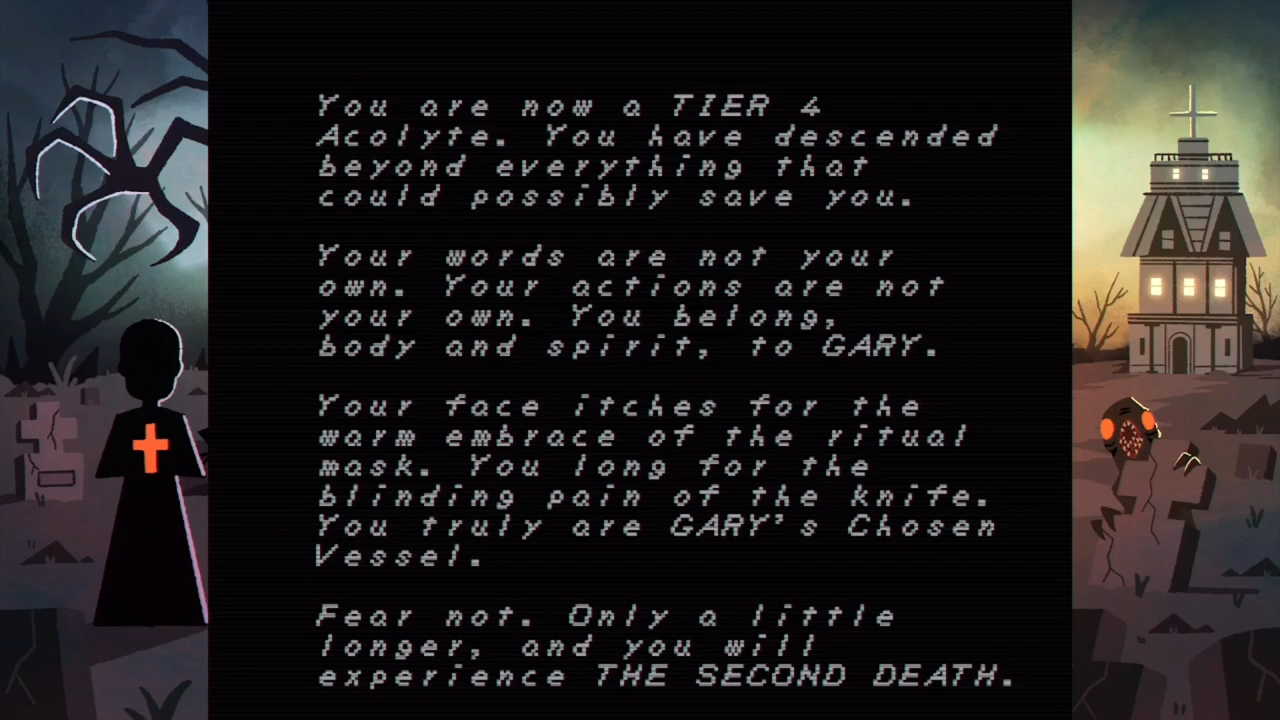 You are now a TIER 4
Acolyte. You have descended
beyond everything that
could possibly save you.
Your words are not your
own. Your actions are not
your own. You belong,
body and spirit, to GARY.
Your face itches for the
warm embrace of the ritual
mask. You long for the
blinding pain of the knife.
You truly are GARY's Chosen
Vessel.
Fear not. Only a little
longer, and you will
experience THE SECOND DEATH.